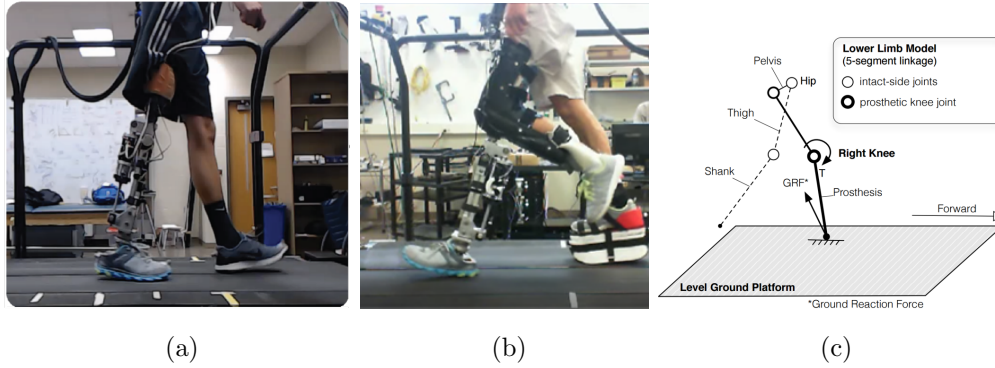 Lower Limb Model
(5-segment linkage)
intact-side joints
prosthetic knee joint
Pelvis
Hip
Thigh
Right Knee
Shank
T
GRF*
Prosthesis
Forward
Level Ground Platform
*Ground Reaction Force
(a)
(b)
(c)